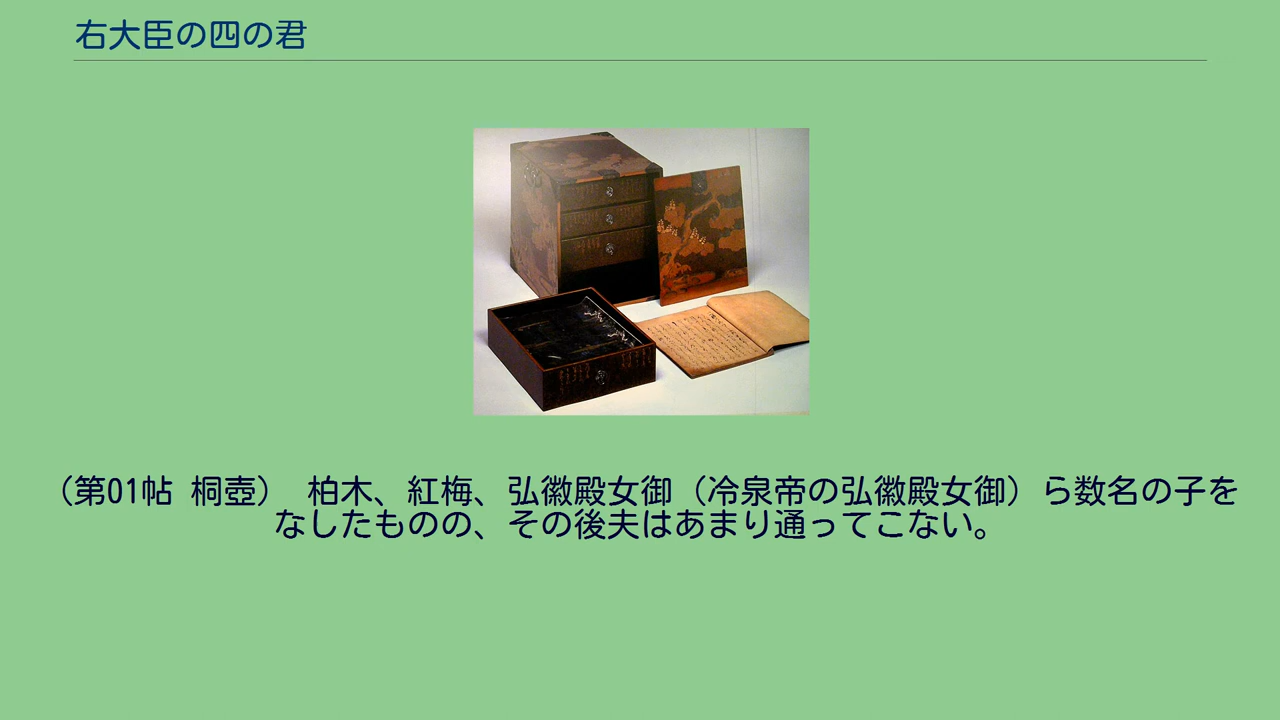 右大臣の四の君
（第01帖 桐壺） 柏木、紅梅、弘徽殿女御（冷泉帝の弘徽殿女御）ら数名の子を
なしたものの、その後夫はあまり通ってこない。